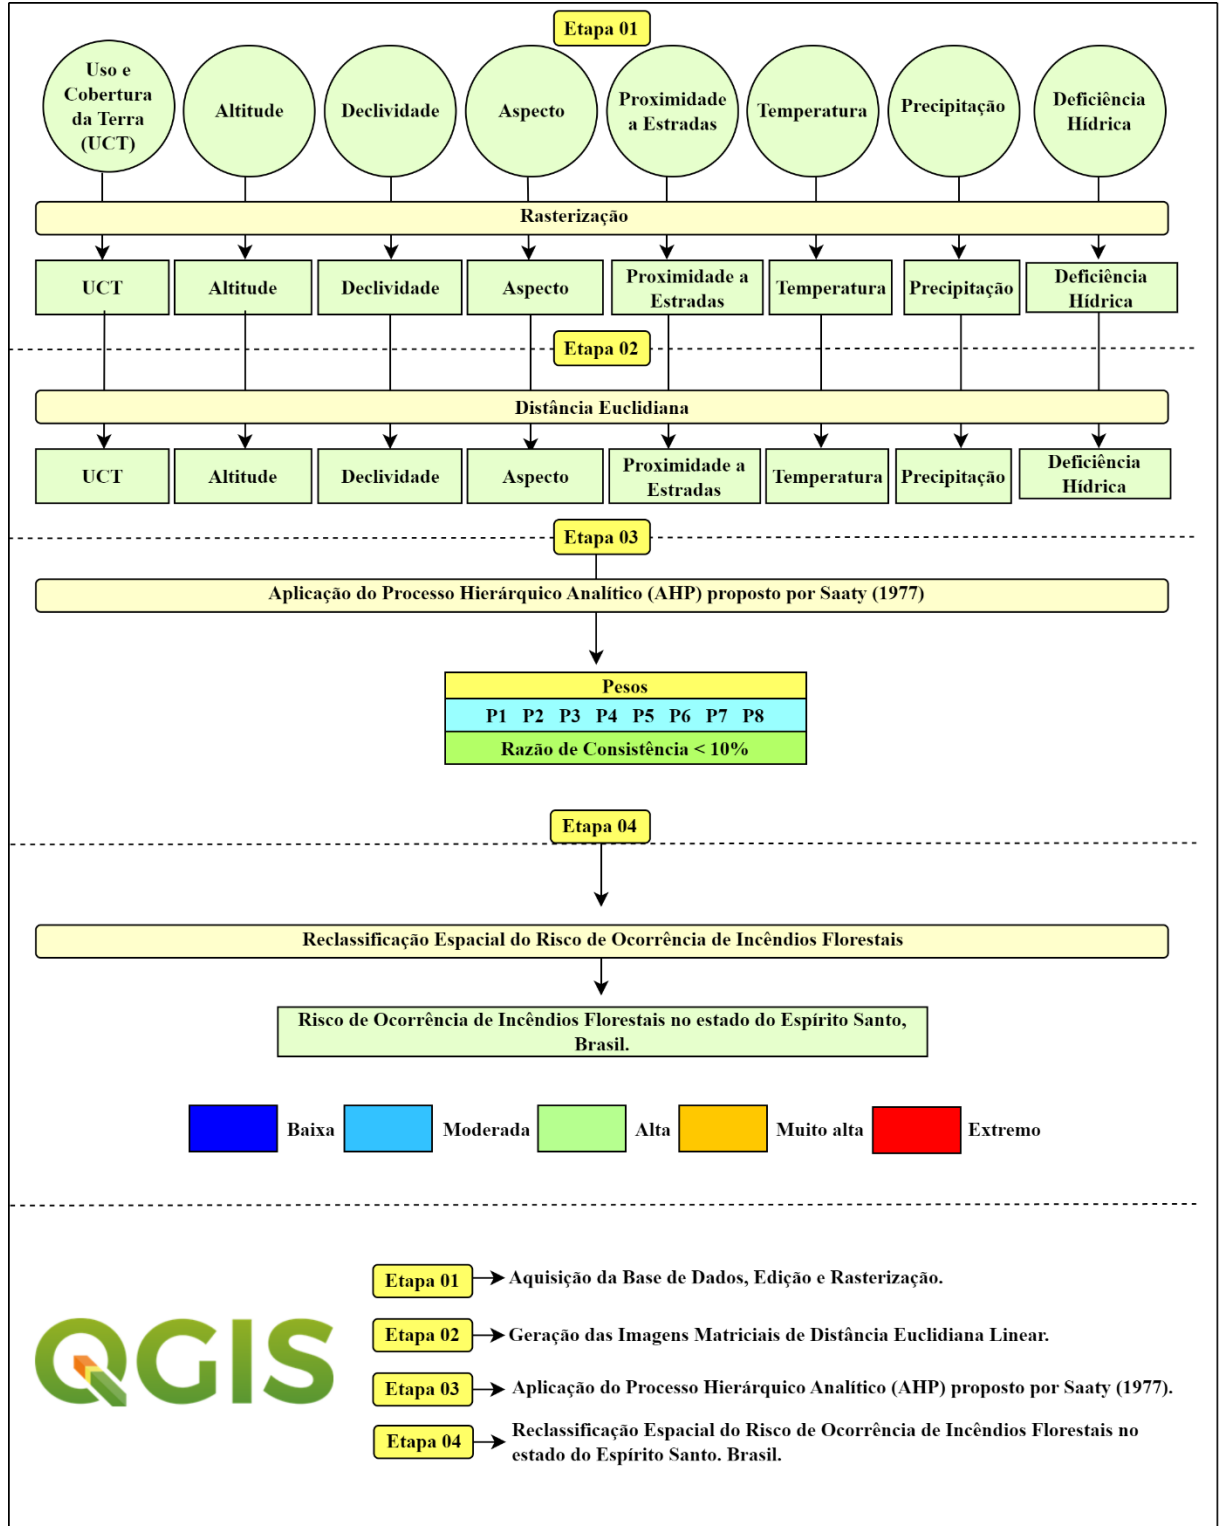 Etapa 01
Uso e
Cobertura
da Terra
(UCT)
Altitude
Declividade
Aspecto
Proximidade
a Estradas
Temperatura
Precipitação
Deficiência
Hídrica
Rasterização
UCT
Altitude
Declividade
Aspecto
Proximidade a
Estradas
Temperatura
Precipitação
Deficiência
Hídrica
Etapa 02
Distância Euclidiana
UCT
Altitude
Declividade
Aspecto
Proximidade a
Estradas
Temperatura
Precipitação
Deficiência
Hídrica
Etapa 03
Aplicação do Processo Hierárquico Analítico (AHP) proposto por Saaty (1977)
Pesos
P1 P2 P3 P4 P5 P6 P7 P8
Razão de Consistência < 10%
Etapa 04
Reclassificação Espacial do Risco de Ocorrência de Incêndios Florestais
Risco de Ocorrência de Incêndios Florestais no estado do Espírito Santo,
Brasil.
Baixa
Moderada
Alta
Muito alta
Extremo
QGIS
Etapa 01
Aquisição da Base de Dados, Edição e Rasterização.
Etapa 02
Geração das Imagens Matriciais de Distância Euclidiana Linear.
Etapa 03
Aplicação do Processo Hierárquico Analítico (AHP) proposto por Saaty (1977).
Etapa 04
Reclassificação Espacial do Risco de Ocorrência de Incêndios Florestais no
estado do Espírito Santo. Brasil.